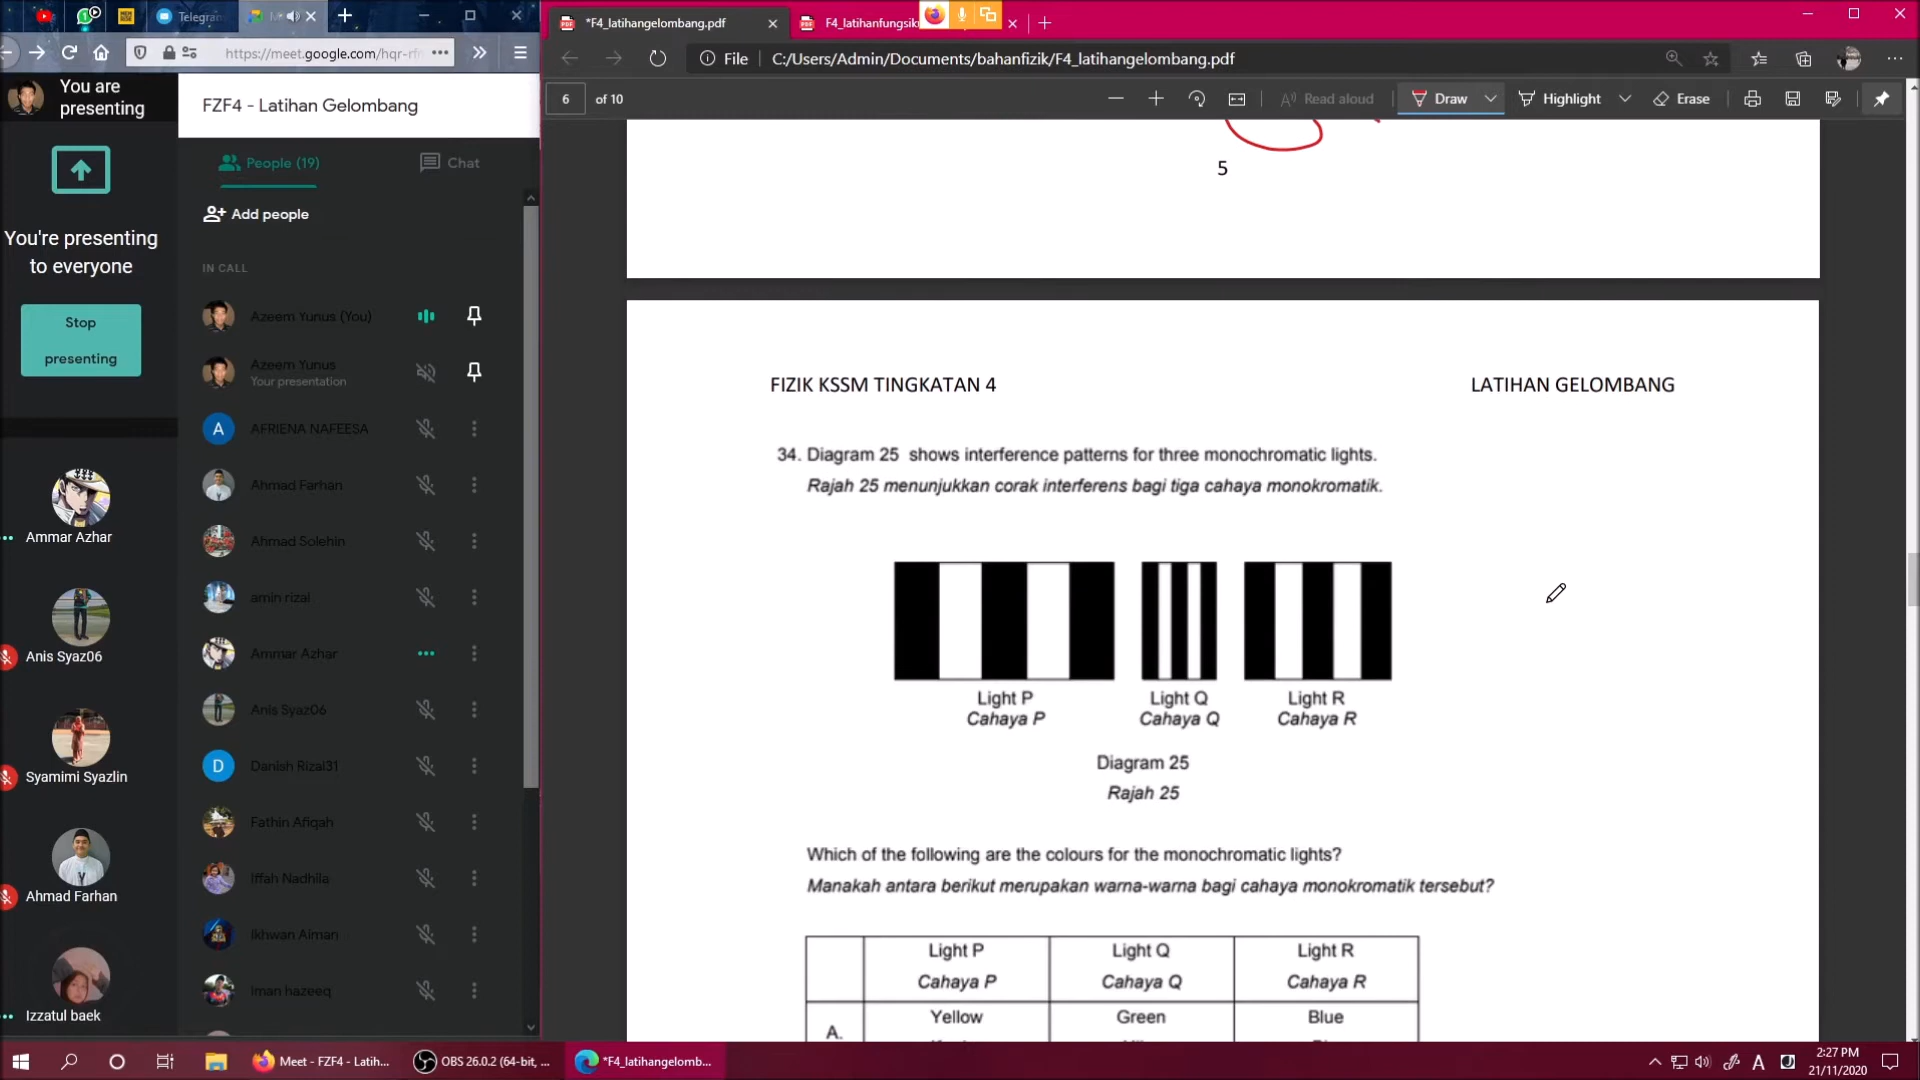 Telegran
https://meet.google.com/hqr-rfi
You are
presenting
You're presenting
to everyone
Stop
presenting
Ammar Azhar
Anis Syaz06
Syamimi Syazlin
Ahmad Farhan
Izzatul baek
FZF4 - Latihan Gelombang
People (19)
Chat
Add people
IN CALL
Azeem Yunus (You)
Azeem Yunus
Your presentation
A
AFRIENA NAFEESA
Ahmad Farhan
Ahmad Solehin
amin rizal
Ammar Azhar
Anis Syaz06
D
Danish Rizal31
Fathin Afiqah
Iffah Nadhila
Ikhwan Aiman
Iman hazeeq
*F4_latihangelombang.pdf
F4_latihanfungsik
File
C:/Users/Admin/Documents/bahanfizik/F4_latihangelombang.pdf
6 of 10
Read aloud
Draw
Highlight
Erase
5
FIZIK KSSM TINGKATAN 4
LATIHAN GELOMBANG
34. Diagram 25 shows interference patterns for three monochromatic lights.
Rajah 25 menunjukkan corak interferens bagi tiga cahaya monokromatik.
Light P
Cahaya P
Light Q
Cahaya Q
Light R
Cahaya R
Diagram 25
Rajah 25
Which of the following are the colours for the monochromatic lights?
Manakah antara berikut merupakan warna-warna bagi cahaya monokromatik tersebut?
Light P Light Q Light R
Cahaya P Cahaya Q Cahaya R
A. Yellow Green Blue
Meet - FZF4 - Latih...
OBS 26.0.2 (64-bit, ...
*F4_latihangelomb...
A
2:27 PM
21/11/2020